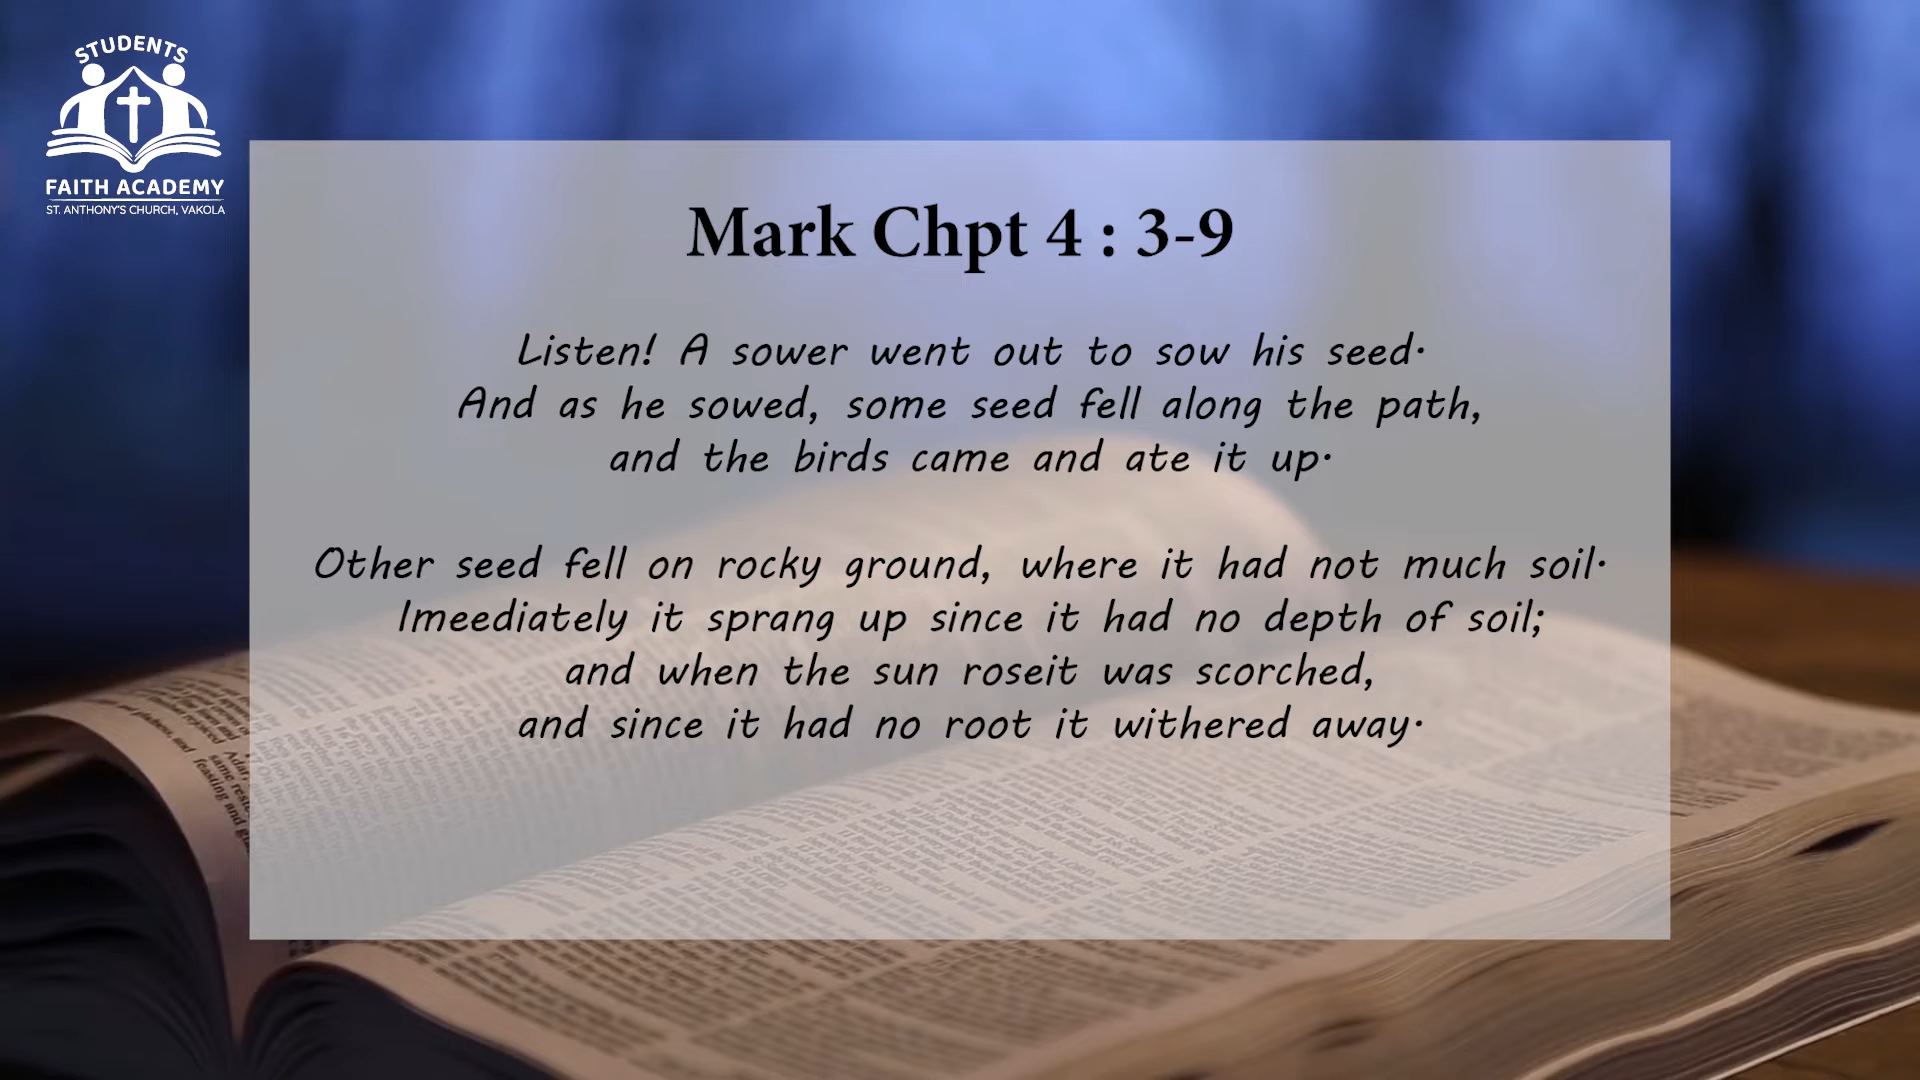 STUDENTS
FAITH ACADEMY
ST. ANTHONY'S CHURCH, VAKOLA
Mark Chpt 4 : 3-9
Listen! A sower went out to sow his seed.
And as he sowed, some seed fell along the path,
and the birds came and ate it up.
Other seed fell on rocky ground, where it had not much soil.
Imeediately it sprang up since it had no depth of soil;
and when the sun roseit was scorched,
and since it had no root it withered away.